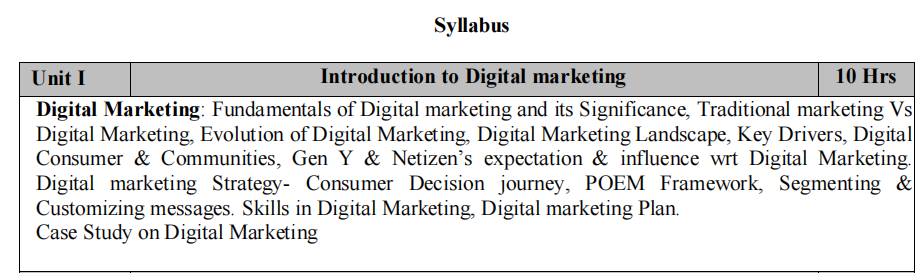 Syllabus
Unit I Introduction to Digital marketing 10 Hrs
Digital Marketing: Fundamentals of Digital marketing and its Significance, Traditional marketing Vs
Digital Marketing, Evolution of Digital Marketing, Digital Marketing Landscape, Key Drivers, Digital
Consumer & Communities, Gen Y & Netizen’s expectation & influence wrt Digital Marketing.
Digital marketing Strategy- Consumer Decision journey, POEM Framework, Segmenting &
Customizing messages. Skills in Digital Marketing, Digital marketing Plan.
Case Study on Digital Marketing